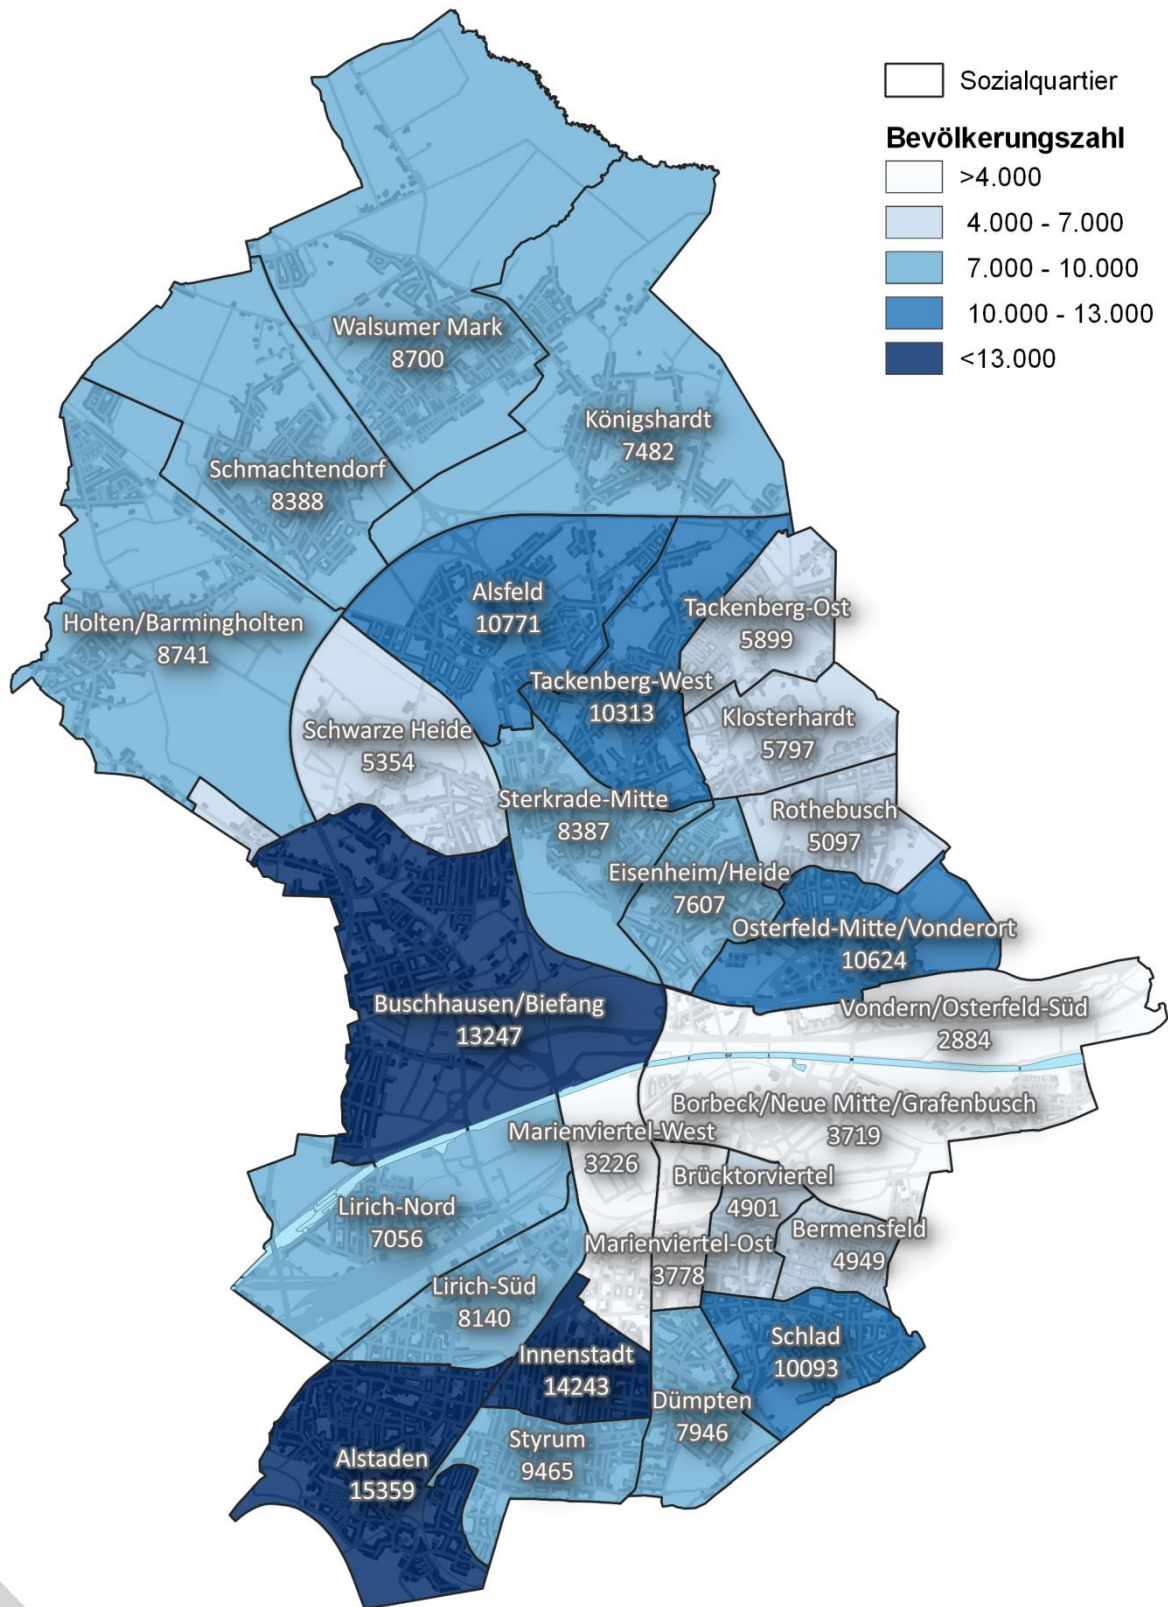 Sozialquartier
Bevölkerungszahl
>4.000
4.000 - 7.000
7.000 - 10.000
10.000 - 13.000
<13.000
Walsumer Mark
8700
Königshardt
7482
Schmachtendorf
8388
Alsfeld
10771
Tackenberg-Ost
5899
Holten/Barmingholten
8741
Tackenberg-West
10313
Klosterhardt
5797
Schwarze Heide
5354
Sterkrade-Mitte
8387
Rothebusch
5097
Eisenheim/Heide
7607
Osterfeld-Mitte/Vonderort
10624
Buschhausen/Biefang
13247
Vondern/Osterfeld-Süd
2884
Borbeck/Neue Mitte/Grafenbusch
3719
Marienviertel-West
3226
Brücktorviertel
4901
Lirich-Nord
7056
Bermensfeld
4949
Marienviertel-Ost
3778
Lirich-Süd
8140
Schlad
10093
Innenstadt
14243
Dümpten
7946
Styrum
9465
Alstaden
15359